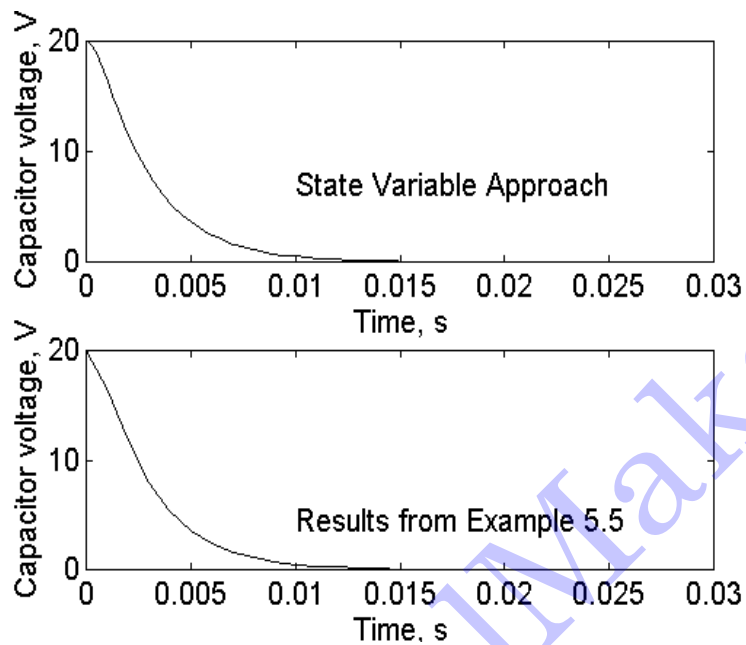 Capacitor voltage, V
20
10
0
State Variable Approach
0 0.005 0.01 0.015 0.02 0.025 0.03
Time, s
Capacitor voltage, V
20
10
0
Results from Example 5.5
0 0.005 0.01 0.015 0.02 0.025 0.03
Time, s